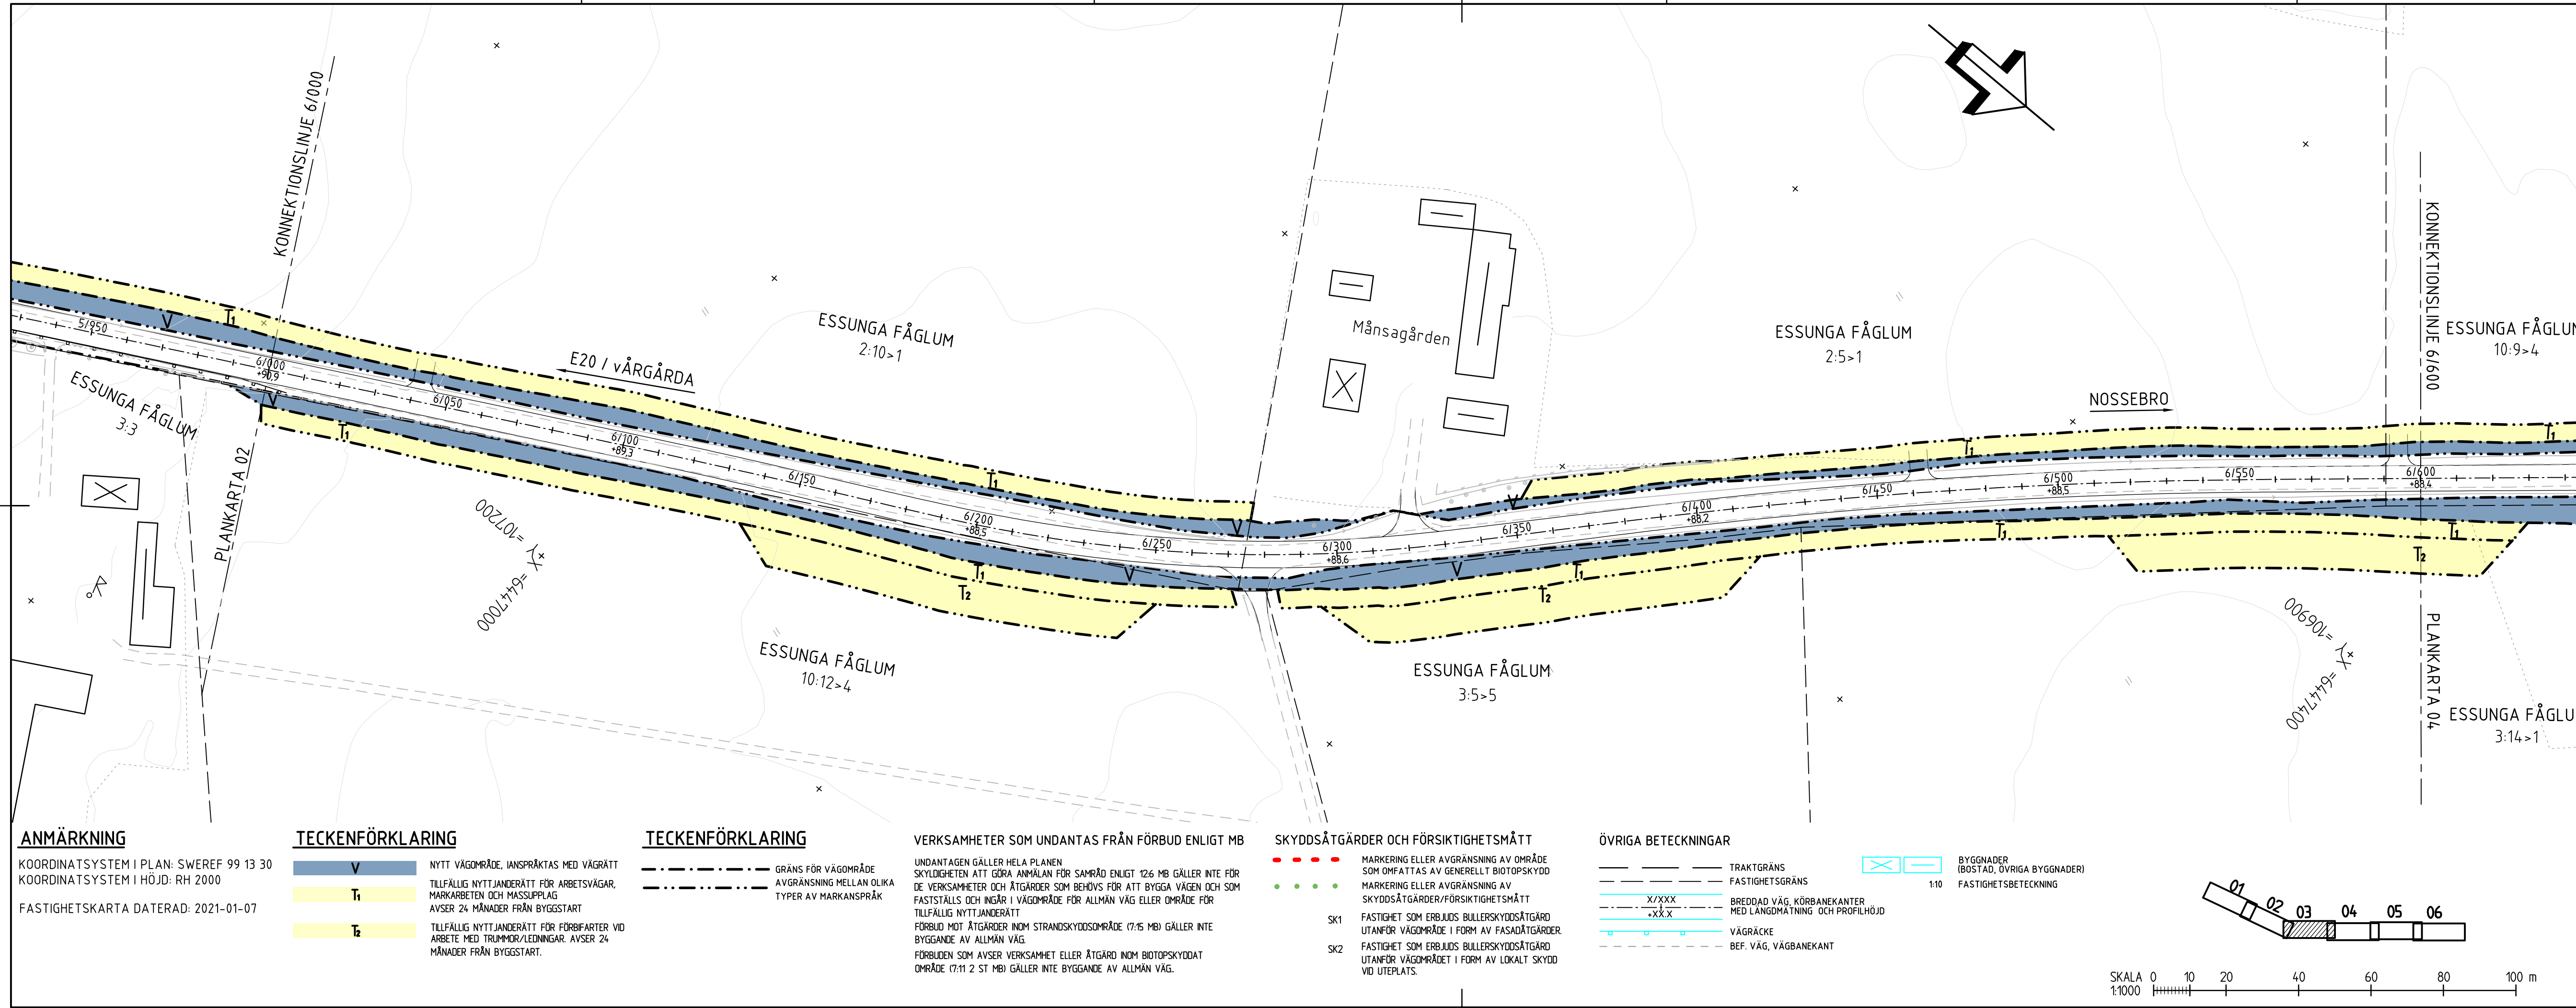 KONNEKTIONSLINJE 6/000
PLANKARTA 02
5/950
V
T1
6/000
+90,9
V
T1
ESSUNGA FÅGLUM
3:3
6/050
E20 / VÅRGÅRDA
ESSUNGA FÅGLUM
2:10>1
6/100
+89,3
6/150
T1
6/200
+88,5
X =6447000
Y =107200
T1
T2
6/250
V
V
ESSUNGA FÅGLUM
10:12>4
Månsagården
6/300
+88,6
V
V
6/350
T1
T2
ESSUNGA FÅGLUM
3:5>5
6/400
+88,2
ESSUNGA FÅGLUM
2:5>1
6/450
T1
NOSSEBRO
6/500
+88,5
T1
6/550
6/600
+88,4
T1
T1
T2
KONNEKTIONSLINJE 6/600
PLANKARTA 04
X =6447400
Y =106900
ESSUNGA FÅGLUM
10:9>4
ESSUNGA FÅGLU
3:14>1
ANMÄRKNING
KOORDINATSYSTEM I PLAN: SWEREF 99 13 30
KOORDINATSYSTEM I HÖJD: RH 2000
FASTIGHETSKARTA DATERAD: 2021-01-07
TECKENFÖRKLARING
V
NYTT VÄGOMRÅDE, IANSPRÅKTAS MED VÄGRÄTT
T1
TILLFÄLLIG NYTTJANDERÄTT FÖR ARBETSVÄGAR,
MARKARBETEN OCH MASSUPPLAG
AVSER 24 MÅNADER FRÅN BYGGSTART
T2
TILLFÄLLIG NYTTJANDERÄTT FÖR FÖRBIFARTER VID
ARBETE MED TRUMMOR/LEDNINGAR. AVSER 24
MÅNADER FRÅN BYGGSTART.
TECKENFÖRKLARING
GRÄNS FÖR VÄGOMRÅDE
AVGRÄNSNING MELLAN OLIKA
TYPER AV MARKANSPRÅK
VERKSAMHETER SOM UNDANTAS FRÅN FÖRBUD ENLIGT MB
UNDANTAGEN GÄLLER HELA PLANEN
SKYLDIGHETEN ATT GÖRA ANMÄLAN FÖR SAMRÅD ENLIGT 12:6 MB GÄLLER INTE FÖR
DE VERKSAMHETER OCH ÅTGÄRDER SOM BEHÖVS FÖR ATT BYGGA VÄGEN OCH SOM
FASTSTÄLLS OCH INGÅR I VÄGOMRÅDE FÖR ALLMÄN VÄG ELLER OMRÅDE FÖR
TILLFÄLLIG NYTTJANDERÄTT
FÖRBUD MOT ÅTGÄRDER INOM STRANDSKYDDSOMRÅDE (7:15 MB) GÄLLER INTE
BYGGANDE AV ALLMÄN VÄG.
FÖRBUDEN SOM AVSER VERKSAMHET ELLER ÅTGÄRD INOM BIOTOPSKYDDAT
OMRÅDE (7:11 2 ST MB) GÄLLER INTE BYGGANDE AV ALLMÄN VÄG.
SKYDDSÅTGÄRDER OCH FÖRSIKTIGHETSMÅTT
MARKERING ELLER AVGRÄNSNING AV OMRÅDE
SOM OMFATTAS AV GENERELLT BIOTOPSKYDD
MARKERING ELLER AVGRÄNSNING AV
SKYDDSÅTGÄRDER/FÖRSIKTIGHETSMÅTT
SK1
FASTIGHET SOM ERBJUDS BULLERSKYDDSÅTGÄRD
UTANFÖR VÄGOMRÅDE I FORM AV FASADÅTGÄRDER.
SK2
FASTIGHET SOM ERBJUDS BULLERSKYDDSÅTGÄRD
UTANFÖR VÄGOMRÅDET I FORM AV LOKALT SKYDD
VID UTEPLATS.
ÖVRIGA BETECKNINGAR
TRAKTGRÄNS
FASTIGHETSGRÄNS
X/XXX
+XX.X
BREDDAD VÄG, KÖRBANEKANTER
MED LÄNGDMÄTNING OCH PROFILHÖJD
VÄGRÄCKE
BEF. VÄG, VÄGBANEKANT
BYGGNADER
(BOSTAD, ÖVRIGA BYGGNADER)
1:10
FASTIGHETSBETECKNING
01 02 03 04 05 06
SKALA 0 10 20 40 60 80 100 m
1:1000